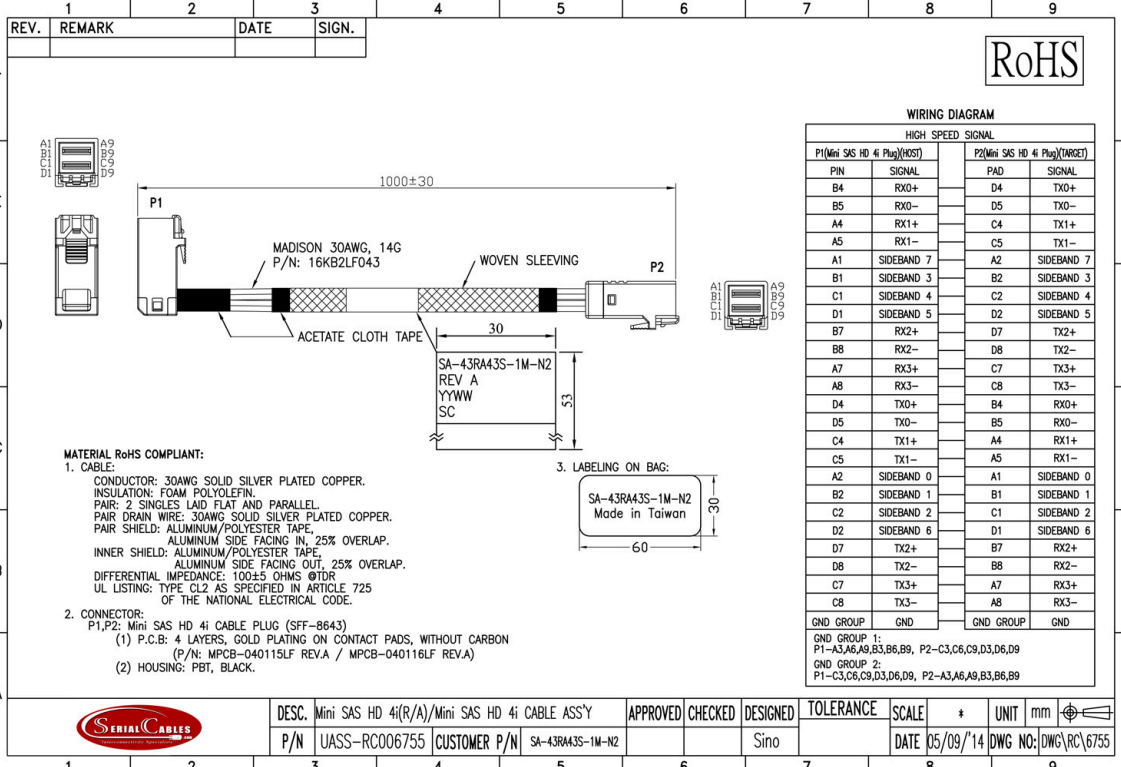 1 2 3 4 5 6 7 8 9
REV. REMARK DATE SIGN.
RoHS
A1 A9
B1 B9
C1 C9
D1 D9
P1
1000±30
MADISON 30AWG, 14G
P/N: 16KB2LF043
WOVEN SLEEVING
P2
A1 A9
B1 B9
C1 C9
D1 D9
ACETATE CLOTH TAPE
30
SA-43RA43S-1M-N2
REV A
YYWW
SC
53
WIRING DIAGRAM
HIGH SPEED SIGNAL
P1(Mini SAS HD 4i Plug)(HOST) P2(Mini SAS HD 4i Plug)(TARGET)
PIN SIGNAL PAD SIGNAL
B4 RX0+ D4 TX0+
B5 RX0- D5 TX0-
A4 RX1+ C4 TX1+
A5 RX1- C5 TX1-
A1 SIDEBAND 7 A2 SIDEBAND 7
B1 SIDEBAND 3 B2 SIDEBAND 3
C1 SIDEBAND 4 C2 SIDEBAND 4
D1 SIDEBAND 5 D2 SIDEBAND 5
B7 RX2+ D7 TX2+
B8 RX2- D8 TX2-
A7 RX3+ C7 TX3+
A8 RX3- C8 TX3-
D4 TX0+ B4 RX0+
D5 TX0- B5 RX0-
C4 TX1+ A4 RX1+
C5 TX1- A5 RX1-
A2 SIDEBAND 0 A1 SIDEBAND 0
B2 SIDEBAND 1 B1 SIDEBAND 1
C2 SIDEBAND 2 C1 SIDEBAND 2
D2 SIDEBAND 6 D1 SIDEBAND 6
D7 TX2+ B7 RX2+
D8 TX2- B8 RX2-
C7 TX3+ A7 RX3+
C8 TX3- A8 RX3-
GND GROUP GND GND GROUP GND
GND GROUP 1:
P1-A3,A6,A9,B3,B6,B9, P2-C3,C6,C9,D3,D6,D9
GND GROUP 2:
P1-C3,C6,C9,D3,D6,D9, P2-A3,A6,A9,B3,B6,B9
MATERIAL RoHS COMPLIANT:
1. CABLE:
CONDUCTOR: 30AWG SOLID SILVER PLATED COPPER.
INSULATION: FOAM POLYOLEFIN.
PAIR: 2 SINGLES LAID FLAT AND PARALLEL.
PAIR DRAIN WIRE: 30AWG SOLID SILVER PLATED COPPER.
PAIR SHIELD: ALUMINUM/POLYESTER TAPE,
ALUMINUM SIDE FACING IN, 25% OVERLAP.
INNER SHIELD: ALUMINUM/POLYESTER TAPE,
ALUMINUM SIDE FACING OUT, 25% OVERLAP.
DIFFERENTIAL IMPEDANCE: 100±5 OHMS @TDR
UL LISTING: TYPE CL2 AS SPECIFIED IN ARTICLE 725
OF THE NATIONAL ELECTRICAL CODE.
2. CONNECTOR:
P1,P2: Mini SAS HD 4i CABLE PLUG (SFF-8643)
(1) P.C.B: 4 LAYERS, GOLD PLATING ON CONTACT PADS, WITHOUT CARBON
(P/N: MPCB-040115LF REV.A / MPCB-040116LF REV.A)
(2) HOUSING: PBT, BLACK.
3. LABELING ON BAG:
SA-43RA43S-1M-N2
Made in Taiwan
30
60
SERIAL CABLES
DESC. Mini SAS HD 4i(R/A)/Mini SAS HD 4i CABLE ASS'Y APPROVED CHECKED DESIGNED TOLERANCE SCALE * UNIT mm
P/N UASS-RC006755 CUSTOMER P/N SA-43RA43S-1M-N2 Sino DATE 05/09/'14 DWG NO: DWG\RC\6755